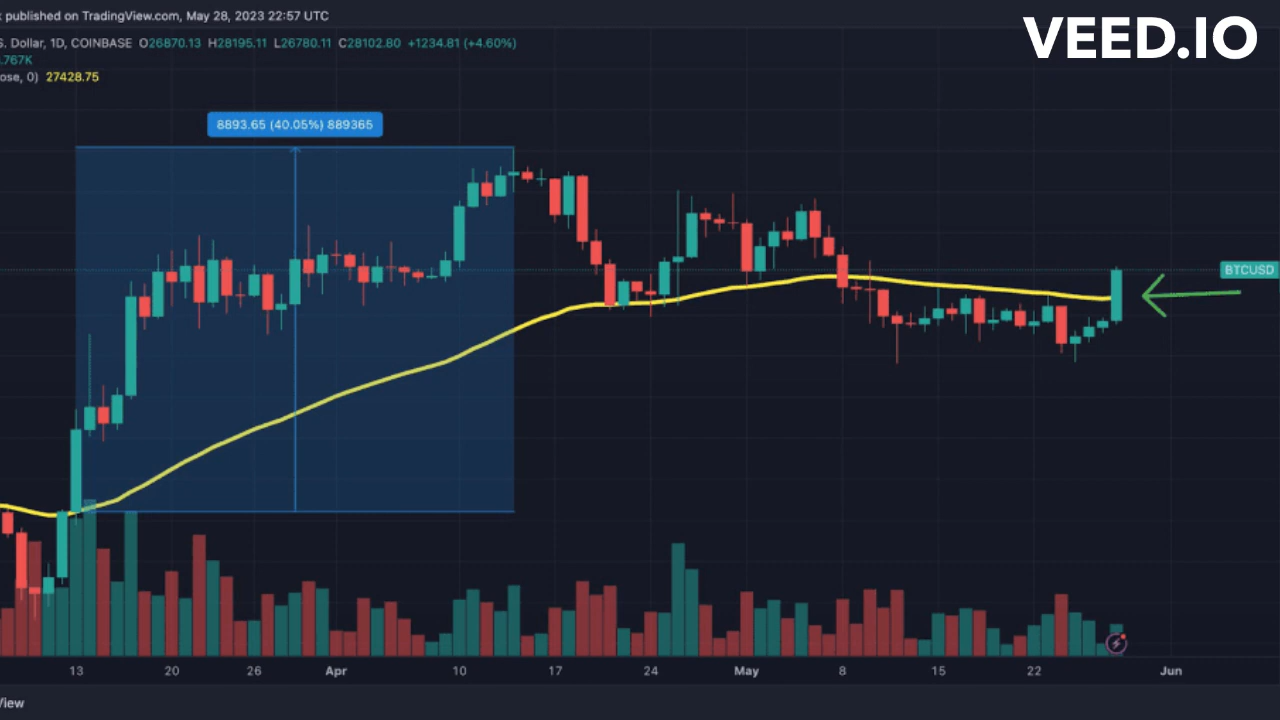 published on TradingView.com, May 28, 2023 22:57 UTC
VEED.IO
S. Dollar, 1D, COINBASE O26870.13 H28195.11 L26780.11 C28102.80 +1234.81 (+4.60%)
.767K
ose, 0) 27428.75
8893.65 (40.05%) 889365
BTCUSD
13 20 26 Apr 10 17 24 May 8 15 22 Jun
View